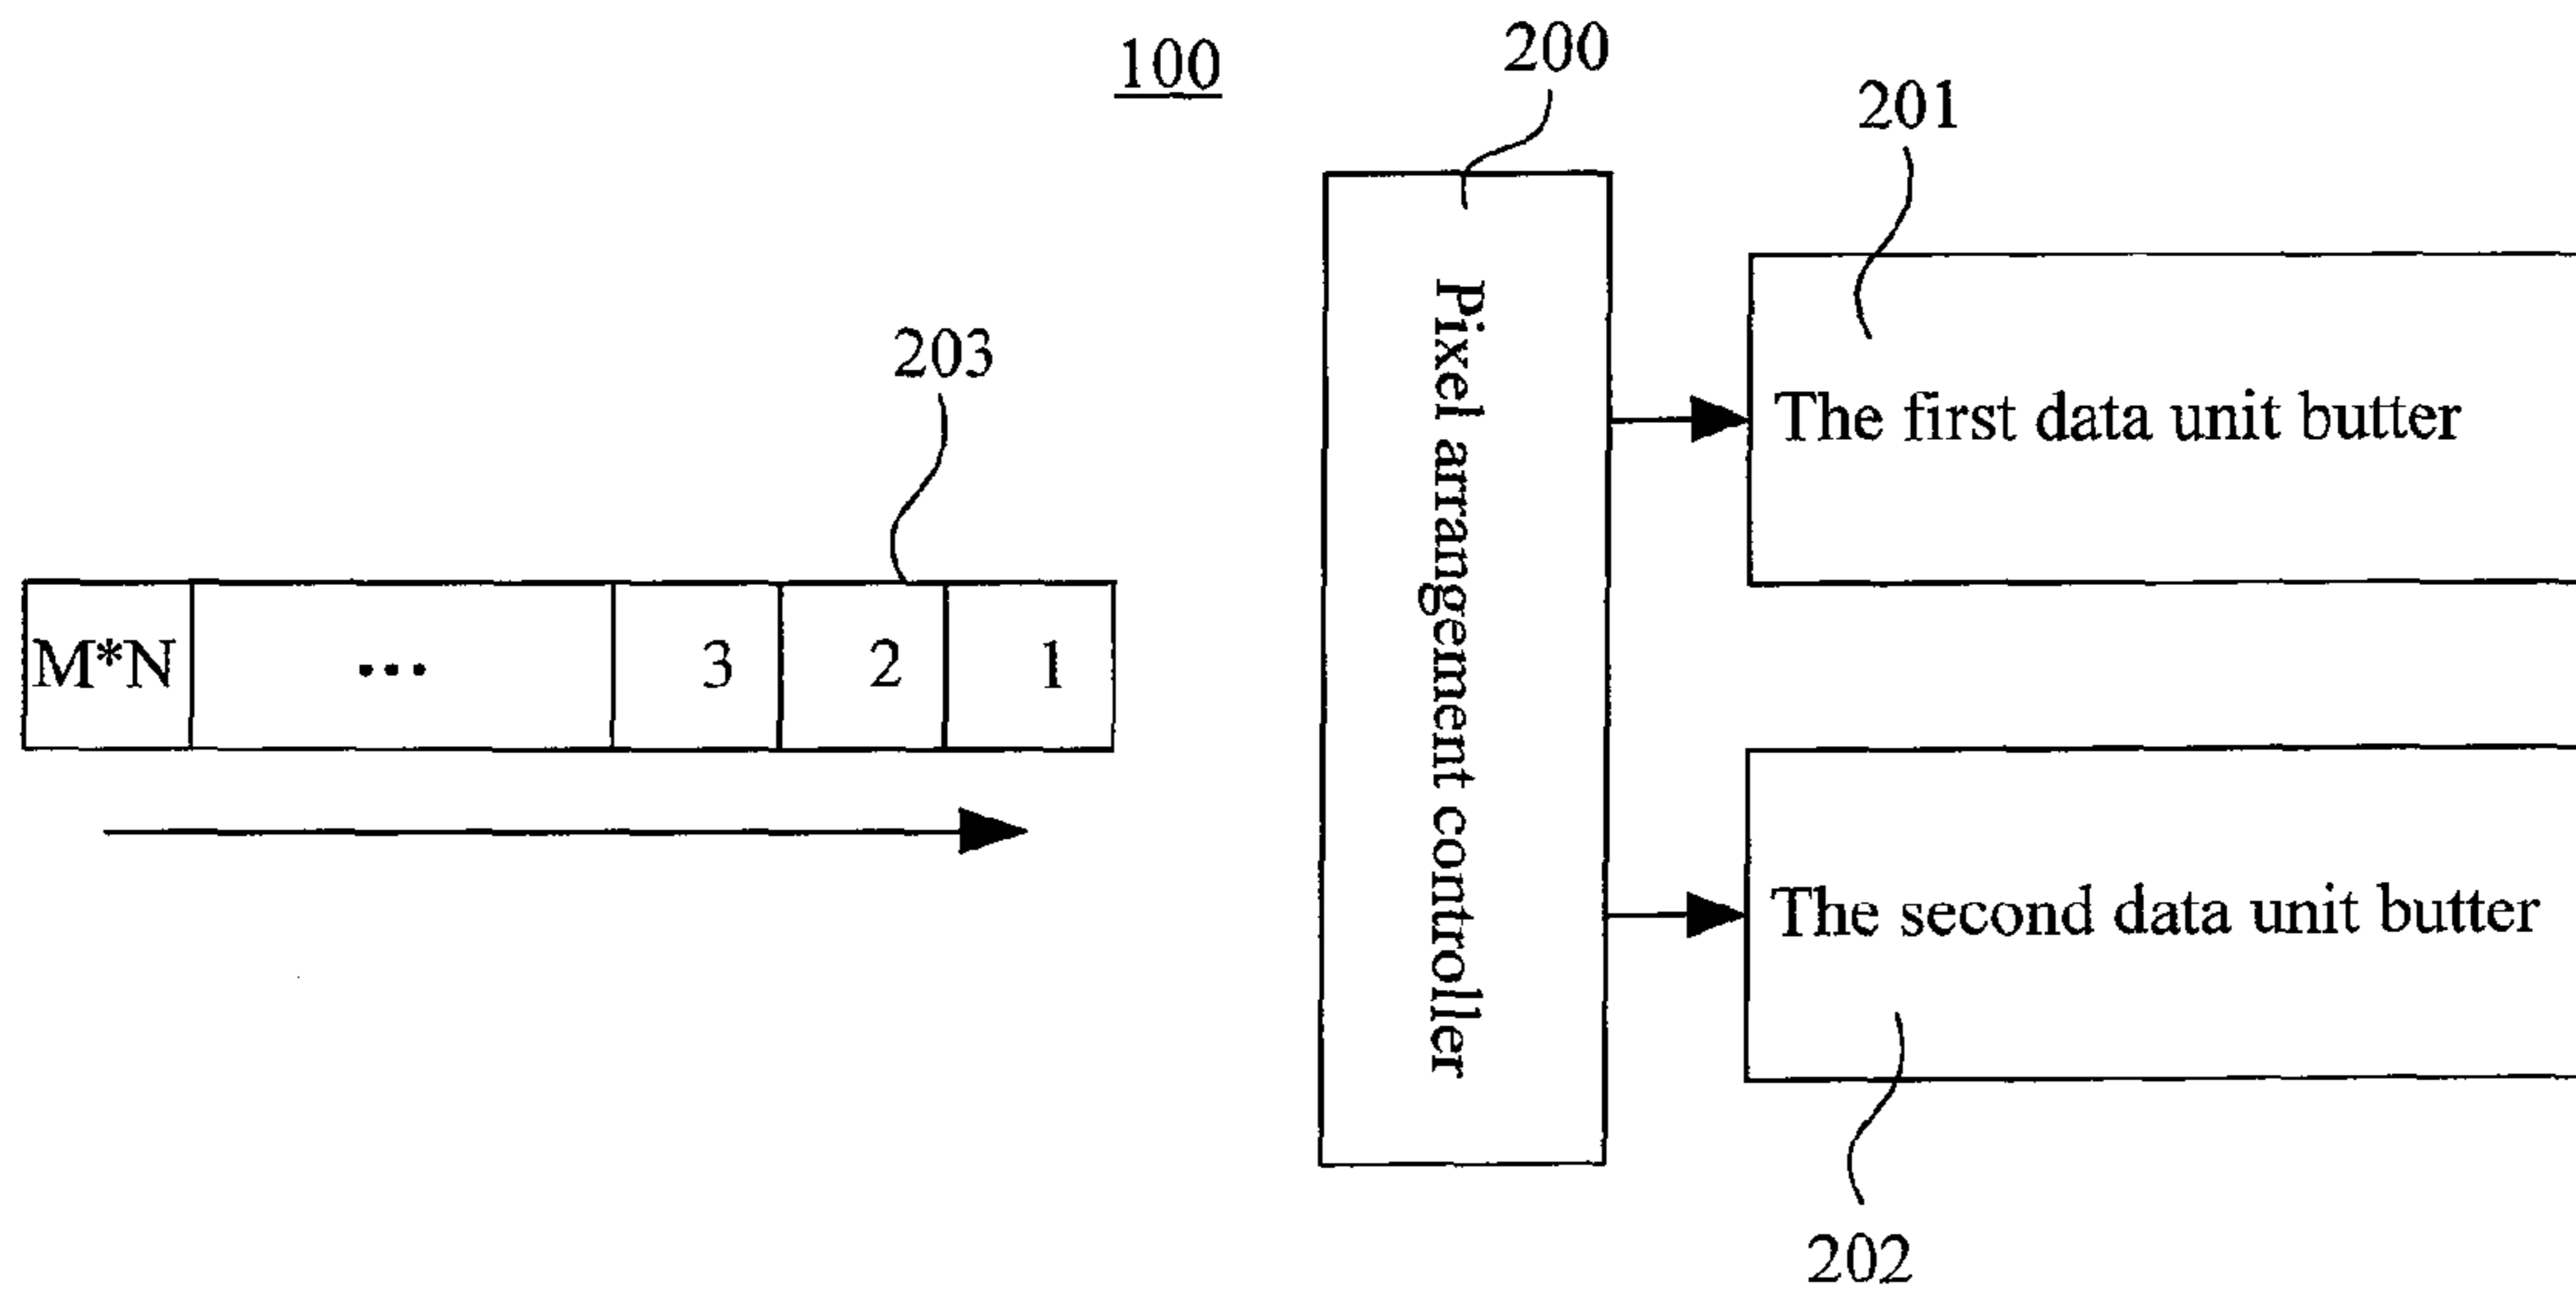 100
200
201
203
Pixel arrangement controller
The first data unit butter
M*N ... 3 2 1
The second data unit butter
202